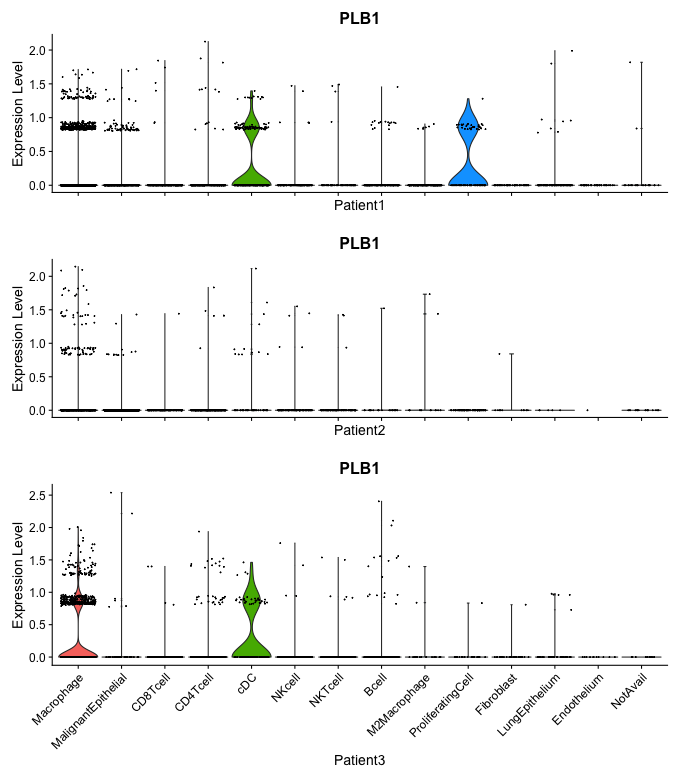 PLB1
Expression Level
2.0
1.5
1.0
0.5
0.0
Patient1
PLB1
Expression Level
2.0
1.5
1.0
0.5
0.0
Patient2
PLB1
Expression Level
2.5
2.0
1.5
1.0
0.5
0.0
Macrophage
MalignantEpithelial
CD8Tcell
CD4Tcell
cDC
NKcell
NKTcell
Bcell
M2Macrophage
ProliferatingCell
Fibroblast
LungEpithelium
Endothelium
NotAvail
Patient3